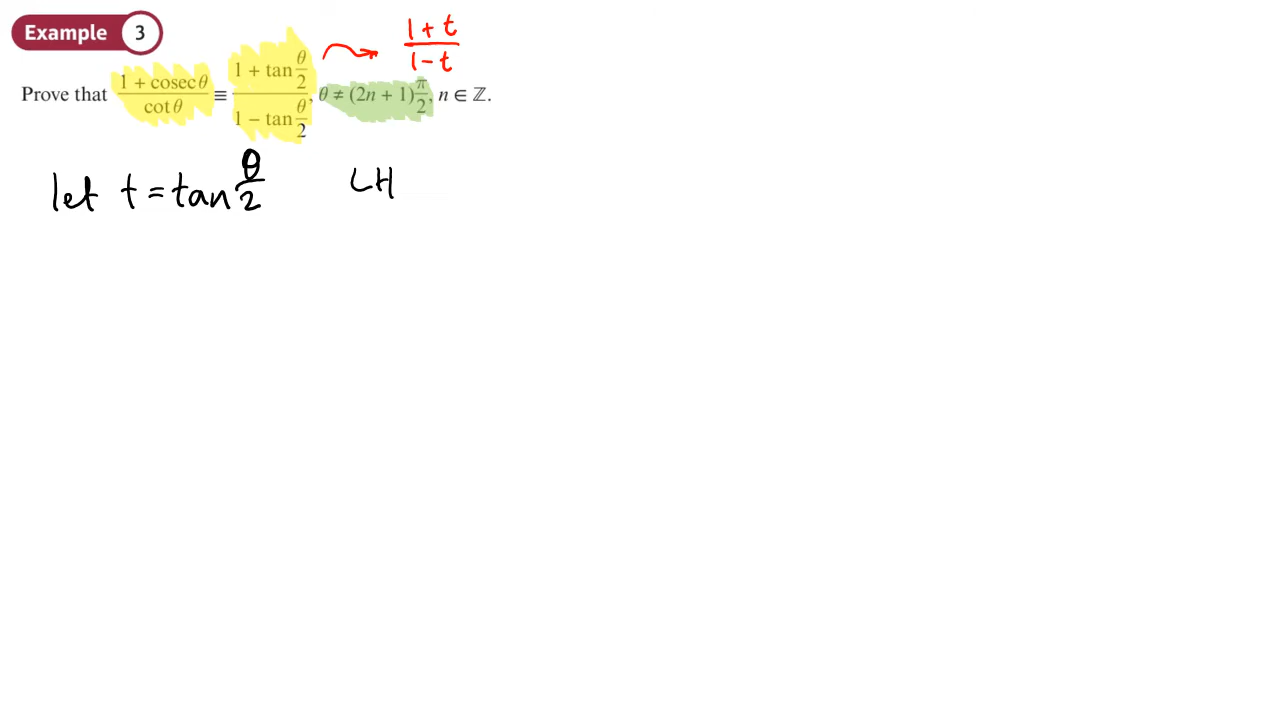 Example 3
1 + t / 1 - t
Prove that (1 + cosec θ)/(cot θ) ≡ (1 + tan θ/2)/(1 − tan θ/2), θ ≠ (2n + 1)π/2, n ∈ ℤ.
let t = tan θ/2 LH